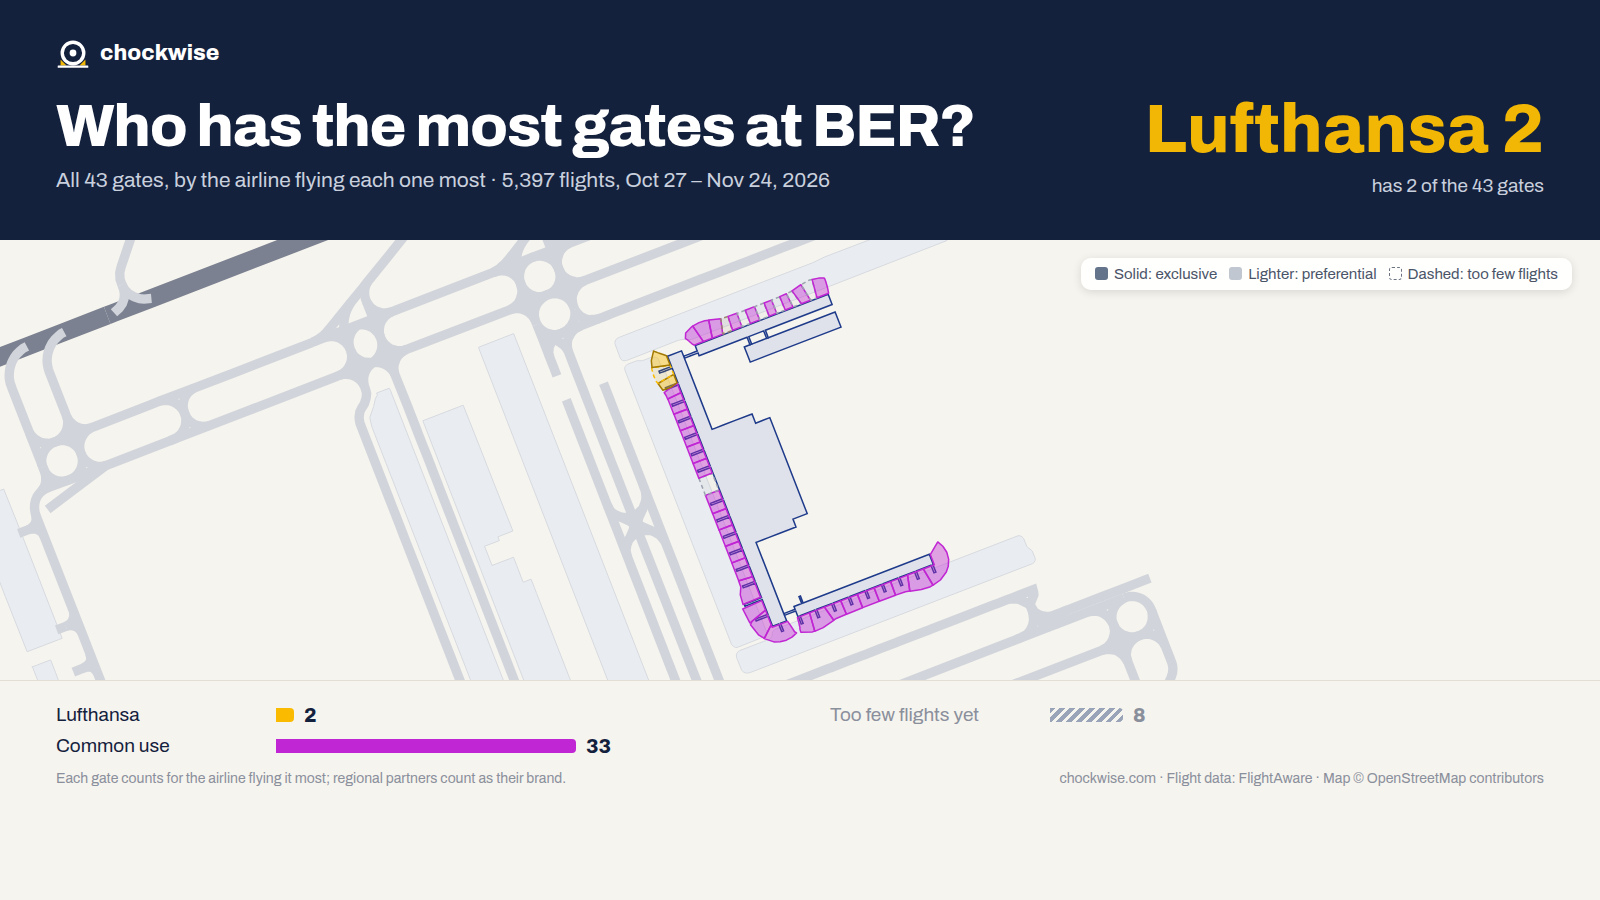 chockwise
Who has the most gates at BER?
Lufthansa 2
All 43 gates, by the airline flying each one most · 5,397 flights, Oct 27 – Nov 24, 2026
has 2 of the 43 gates
Solid: exclusive Lighter: preferential Dashed: too few flights
Lufthansa 2
Too few flights yet 8
Common use 33
Each gate counts for the airline flying it most; regional partners count as their brand.
chockwise.com · Flight data: FlightAware · Map © OpenStreetMap contributors